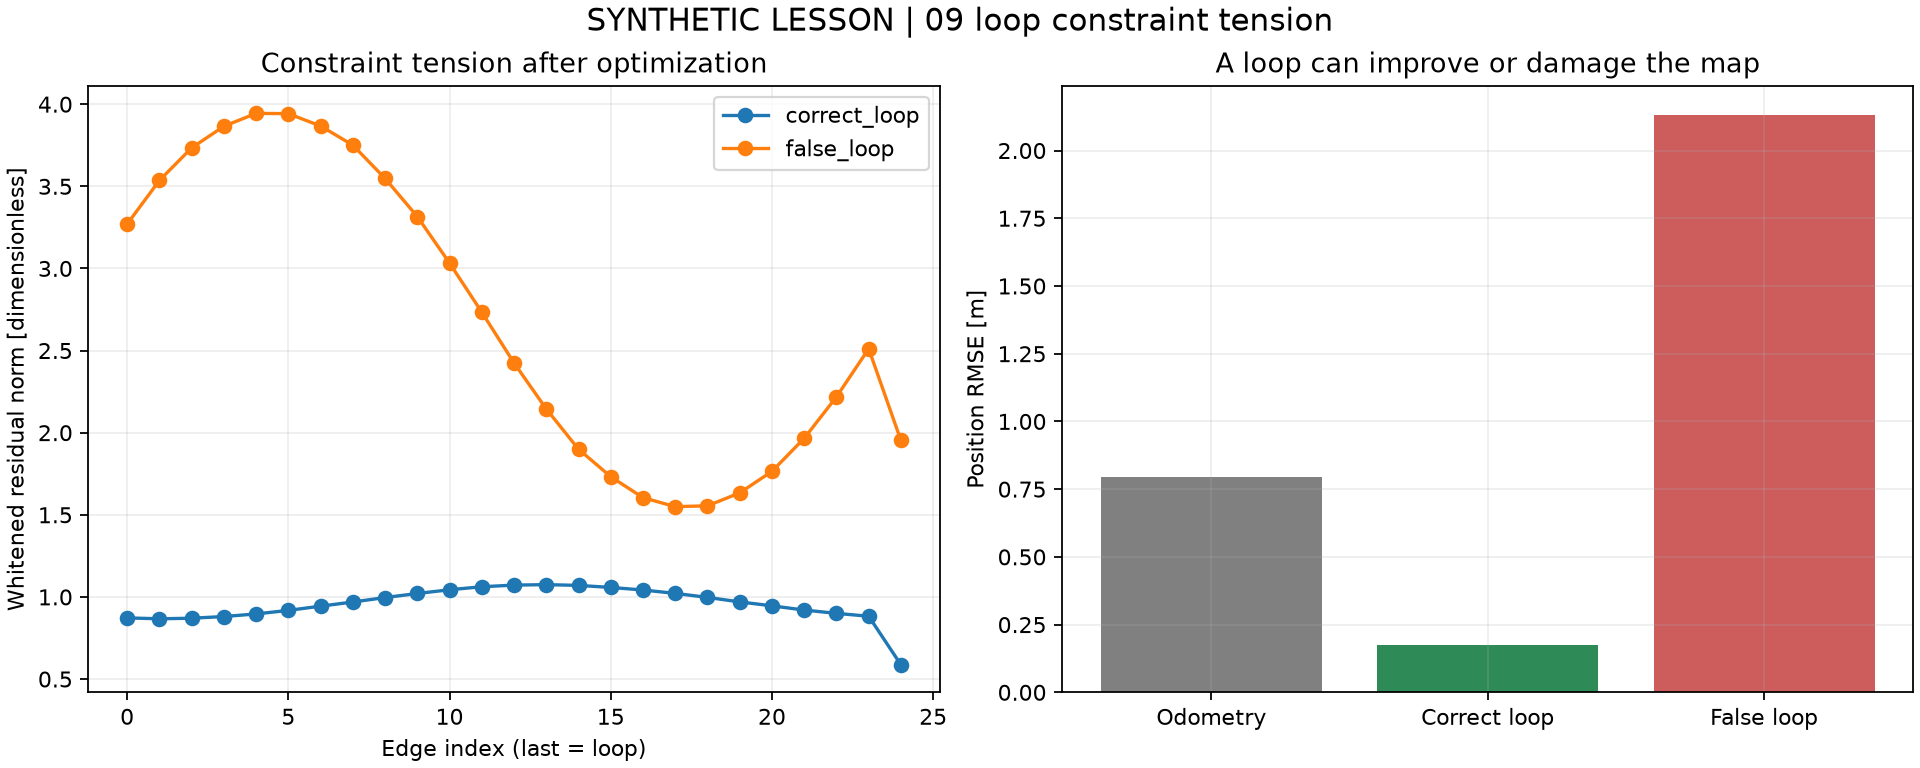 SYNTHETIC LESSON | 09 loop constraint tension
Constraint tension after optimization
Whitened residual norm [dimensionless]
4.0
3.5
3.0
2.5
2.0
1.5
1.0
0.5
correct_loop
false_loop
0 5 10 15 20 25
Edge index (last = loop)
A loop can improve or damage the map
Position RMSE [m]
2.00
1.75
1.50
1.25
1.00
0.75
0.50
0.25
0.00
Odometry Correct loop False loop